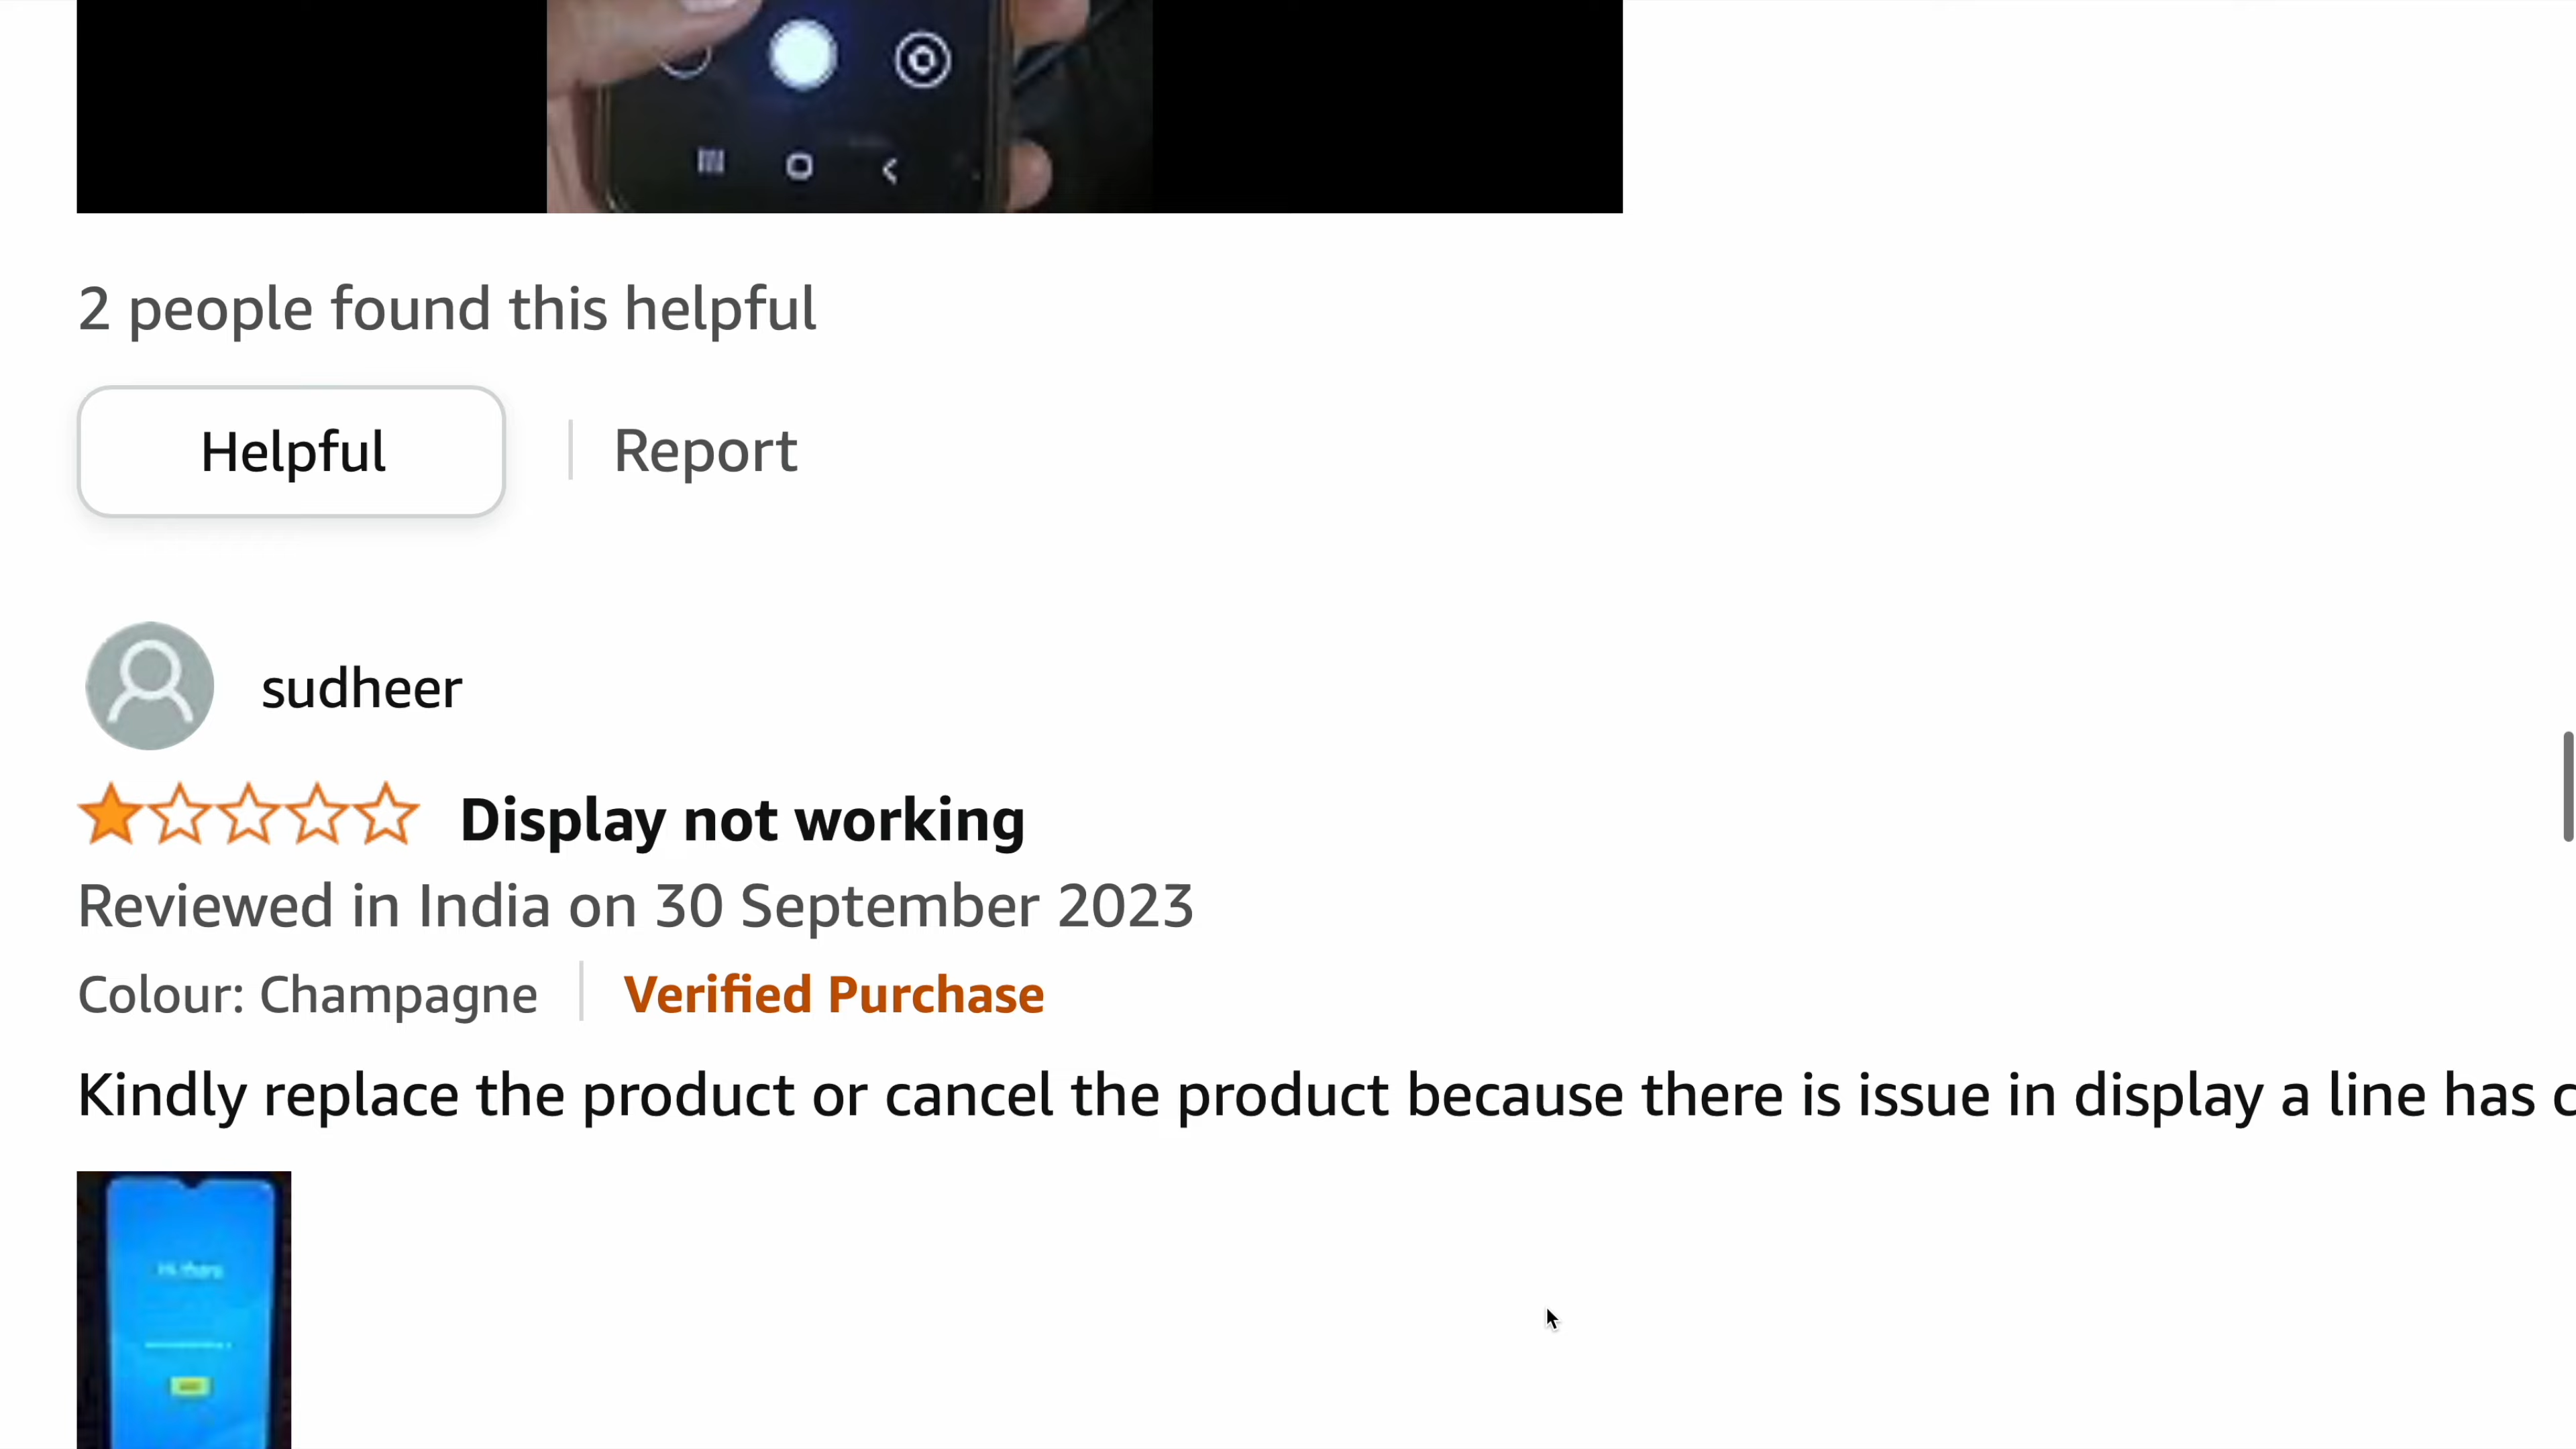 2 people found this helpful
Helpful
Report
sudheer
Display not working
Reviewed in India on 30 September 2023
Colour: Champagne
Verified Purchase
Kindly replace the product or cancel the product because there is issue in display a line has
Hi there